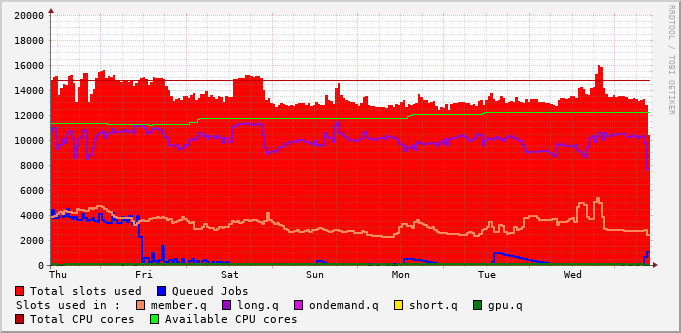 RRDTOOL / TOBI OETIKER
20000
18000
16000
14000
12000
10000
8000
6000
4000
2000
0
Thu Fri Sat Sun Mon Tue Wed
Total slots used Queued Jobs
Slots used in : member.q long.q ondemand.q short.q gpu.q
Total CPU cores Available CPU cores